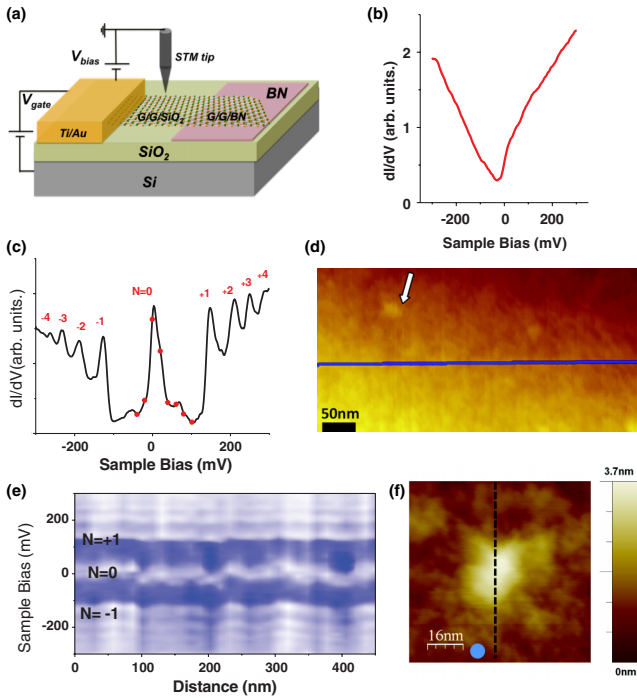 (a)
V_bias
STM tip
V_gate
BN
G/G/SiO₂
G/G/BN
Ti/Au
SiO₂
Si
(b)
2
1
0
dI/dV (arb. units.)
-200
0
200
Sample Bias (mV)
(c)
N=0
-4
-3
-2
-1
+1
+2
+3
+4
dI/dV(arb. units.)
-200
0
200
Sample Bias (mV)
(d)
50nm
(e)
200
0
-200
Sample Bias (mV)
N=+1
N=0
N= -1
0
100
200
300
400
Distance (nm)
(f)
16nm
3.7nm
0nm